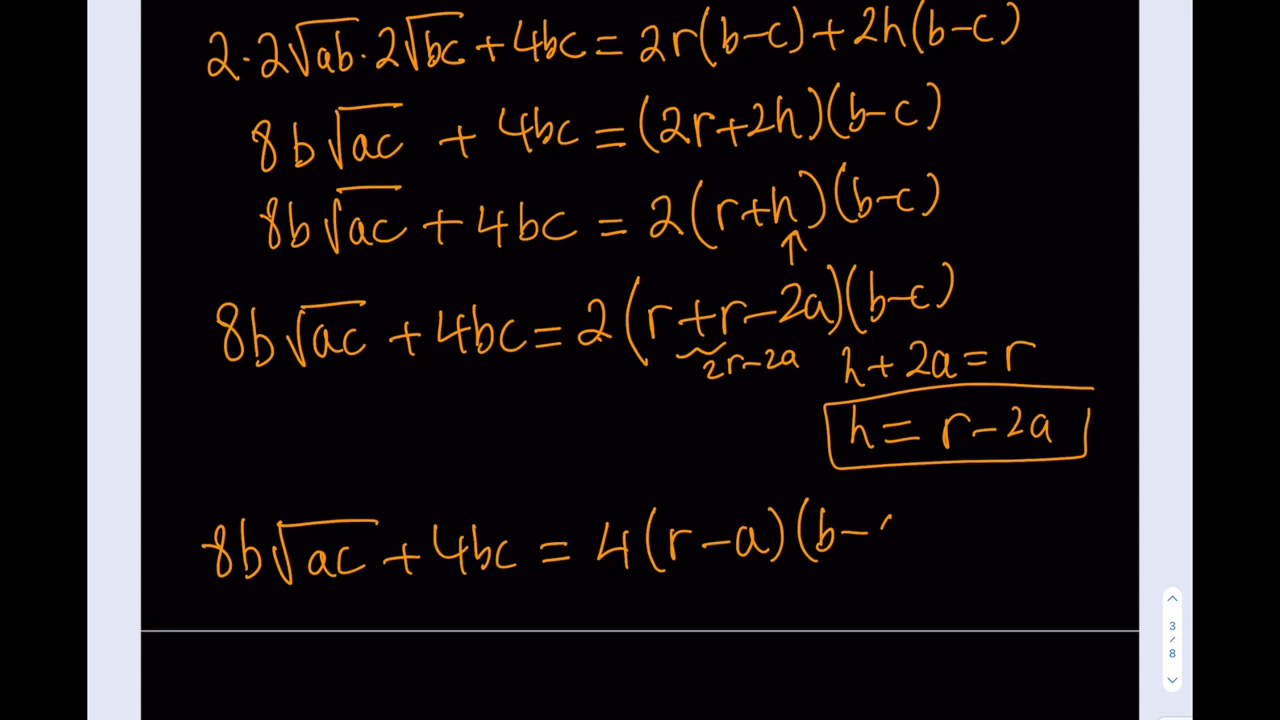 2·2√ab·2√bc + 4bc = 2r(b-c) + 2h(b-c)
8b√ac + 4bc = (2r+2h)(b-c)
8b√ac + 4bc = 2(r+h)(b-c)
↑
8b√ac + 4bc = 2(r+r-2a)(b-c)
2r-2a
h+2a=r
h=r-2a
8b√ac + 4bc = 4(r-a)(b-
3
/
8